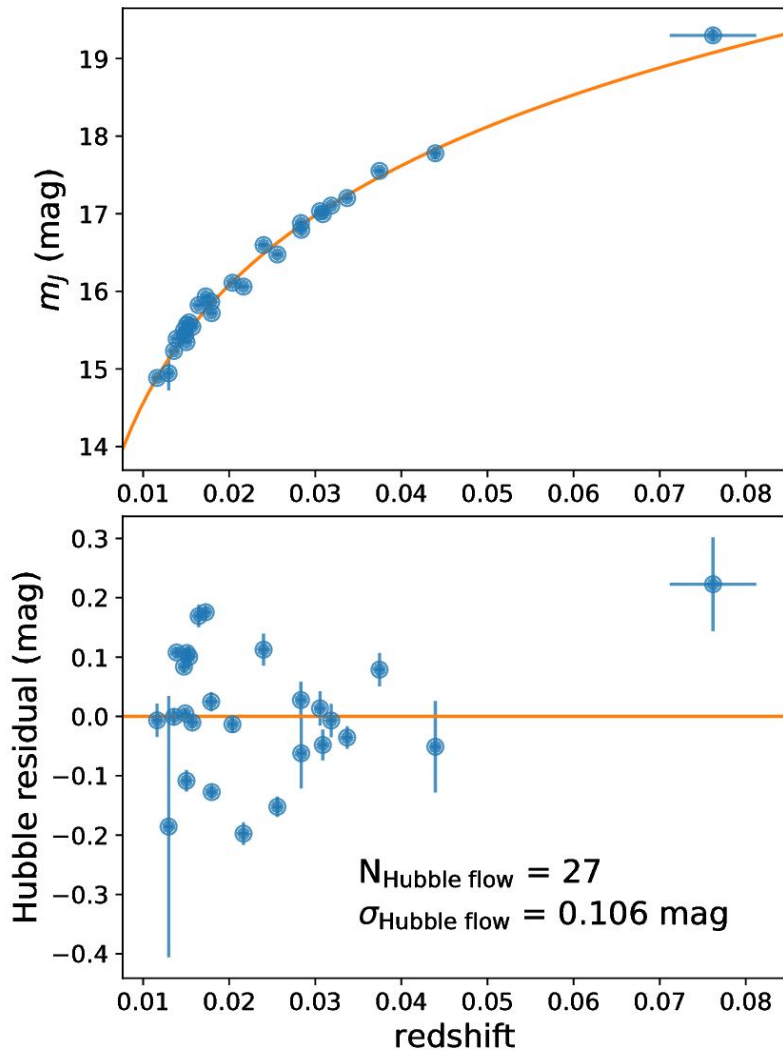 19
18
17
16
15
14
m_J (mag)
0.01 0.02 0.03 0.04 0.05 0.06 0.07 0.08
0.3
0.2
0.1
0.0
−0.1
−0.2
−0.3
−0.4
Hubble residual (mag)
N_Hubble flow = 27
σ_Hubble flow = 0.106 mag
0.01 0.02 0.03 0.04 0.05 0.06 0.07 0.08
redshift